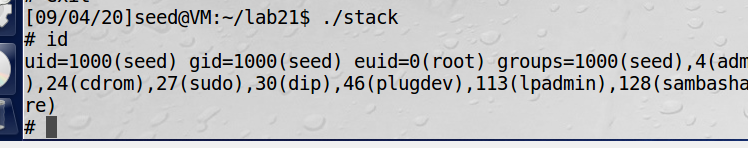 # exit
[09/04/20]seed@VM:~/lab21$ ./stack
# id
uid=1000(seed) gid=1000(seed) euid=0(root) groups=1000(seed),4(adm
),24(cdrom),27(sudo),30(dip),46(plugdev),113(lpadmin),128(sambasha
re)
#